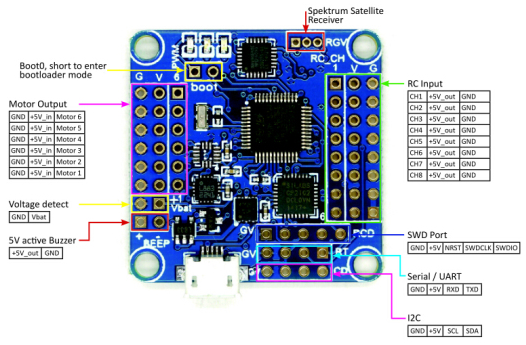 Spektrum Satellite
Receiver
RGV
RC_CH
PWM
G V 6
V G
Boot0, short to enter
bootloader mode
boot
Motor Output
GND +5V_in Motor 6
GND +5V_in Motor 5
GND +5V_in Motor 4
GND +5V_in Motor 3
GND +5V_in Motor 2
GND +5V_in Motor 1
RC Input
CH1 +5V_out GND
CH2 +5V_out GND
CH3 +5V_out GND
CH4 +5V_out GND
CH5 +5V_out GND
CH6 +5V_out GND
CH7 +5V_out GND
CH8 +5V_out GND
Voltage detect
GND Vbat
Vbat
5V active Buzzer
+5V_out GND
+ -
BEEP
GV
RCD
SWD Port
GND +5V NRST SWDCLK SWDIO
GV
RT
Serial / UART
GND +5V RXD TXD
CD
I2C
GND +5V SCL SDA